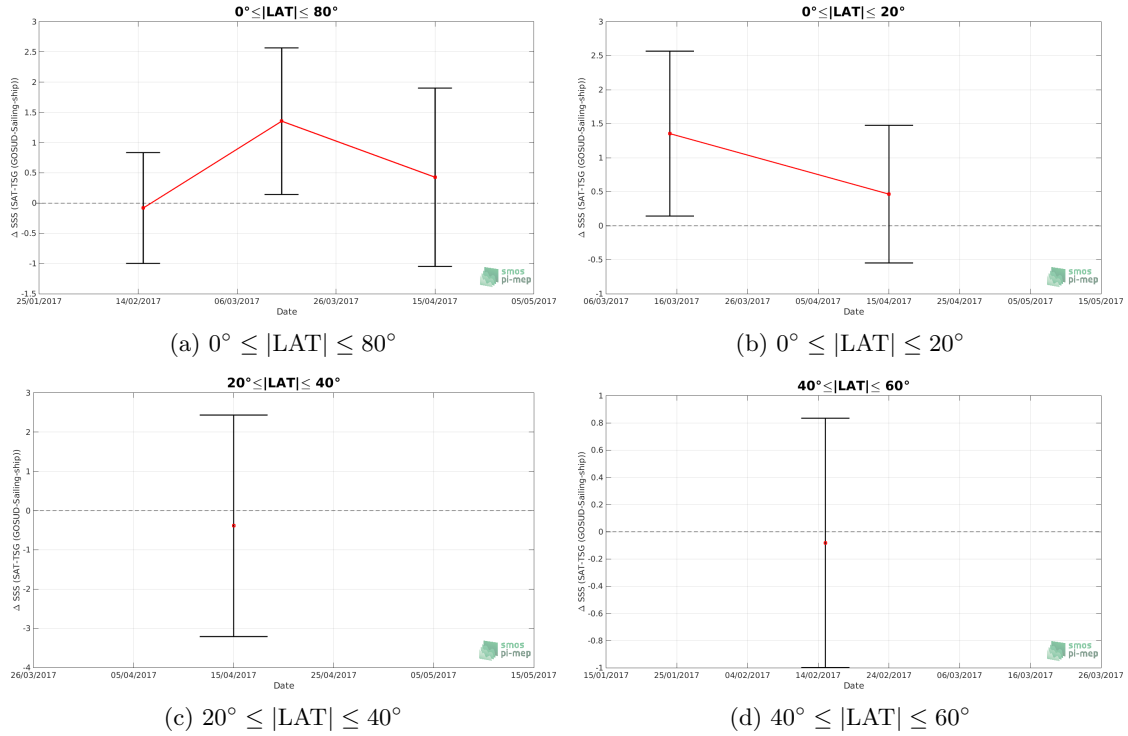 0°≤|LAT|≤ 80°
3
2.5
2
1.5
1
0.5
0
-0.5
-1
-1.5
Δ SSS (SAT-TSG (GOSUD-Sailing-ship))
25/01/2017 14/02/2017 06/03/2017 26/03/2017 15/04/2017 05/05/2017
Date
smos
pi-mep
(a) 0° ≤ |LAT| ≤ 80°
0°≤|LAT|≤ 20°
3
2.5
2
1.5
1
0.5
0
-0.5
-1
Δ SSS (SAT-TSG (GOSUD-Sailing-ship))
06/03/2017 16/03/2017 26/03/2017 05/04/2017 15/04/2017 25/04/2017 05/05/2017 15/05/2017
Date
smos
pi-mep
(b) 0° ≤ |LAT| ≤ 20°
20°≤|LAT|≤ 40°
3
2
1
0
-1
-2
-3
-4
Δ SSS (SAT-TSG (GOSUD-Sailing-ship))
26/03/2017 05/04/2017 15/04/2017 25/04/2017 05/05/2017 15/05/2017
Date
smos
pi-mep
(c) 20° ≤ |LAT| ≤ 40°
40°≤|LAT|≤ 60°
1
0.8
0.6
0.4
0.2
0
-0.2
-0.4
-0.6
-0.8
-1
Δ SSS (SAT-TSG (GOSUD-Sailing-ship))
15/01/2017 25/01/2017 04/02/2017 14/02/2017 24/02/2017 06/03/2017 16/03/2017 26/03/2017
Date
smos
pi-mep
(d) 40° ≤ |LAT| ≤ 60°